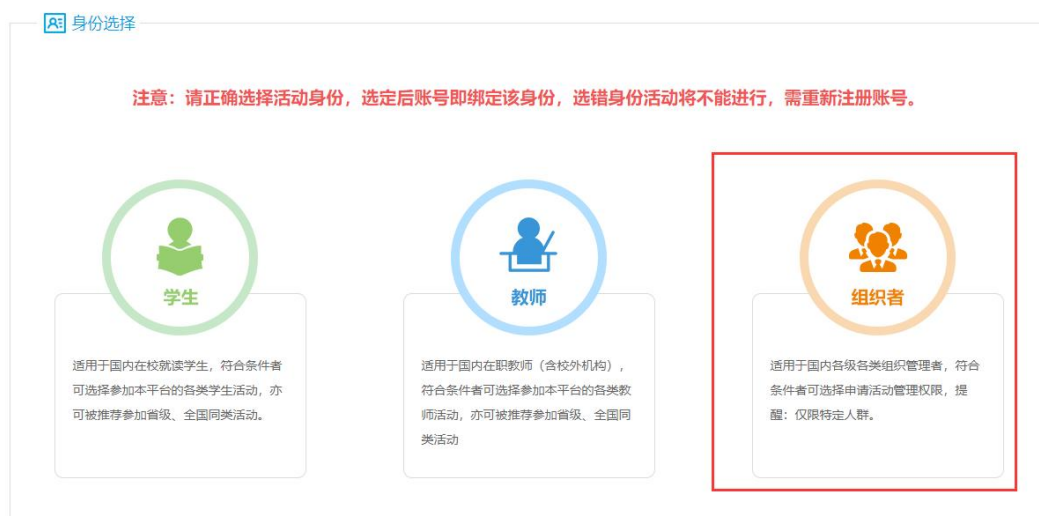 身份选择
注意：请正确选择活动身份，选定后账号即绑定该身份，选错身份活动将不能进行，需重新注册账号。
学生
适用于国内在校就读学生，符合条件者
可选择参加本平台的各类学生活动，亦
可被推荐参加省级、全国同类活动。
教师
适用于国内在职教师（含校外机构），
符合条件者可选择参加本平台的各类教
师活动，亦可被推荐参加省级、全国同
类活动
组织者
适用于国内各级各类组织管理者，符合
条件者可选择申请活动管理权限，提
醒：仅限特定人群。